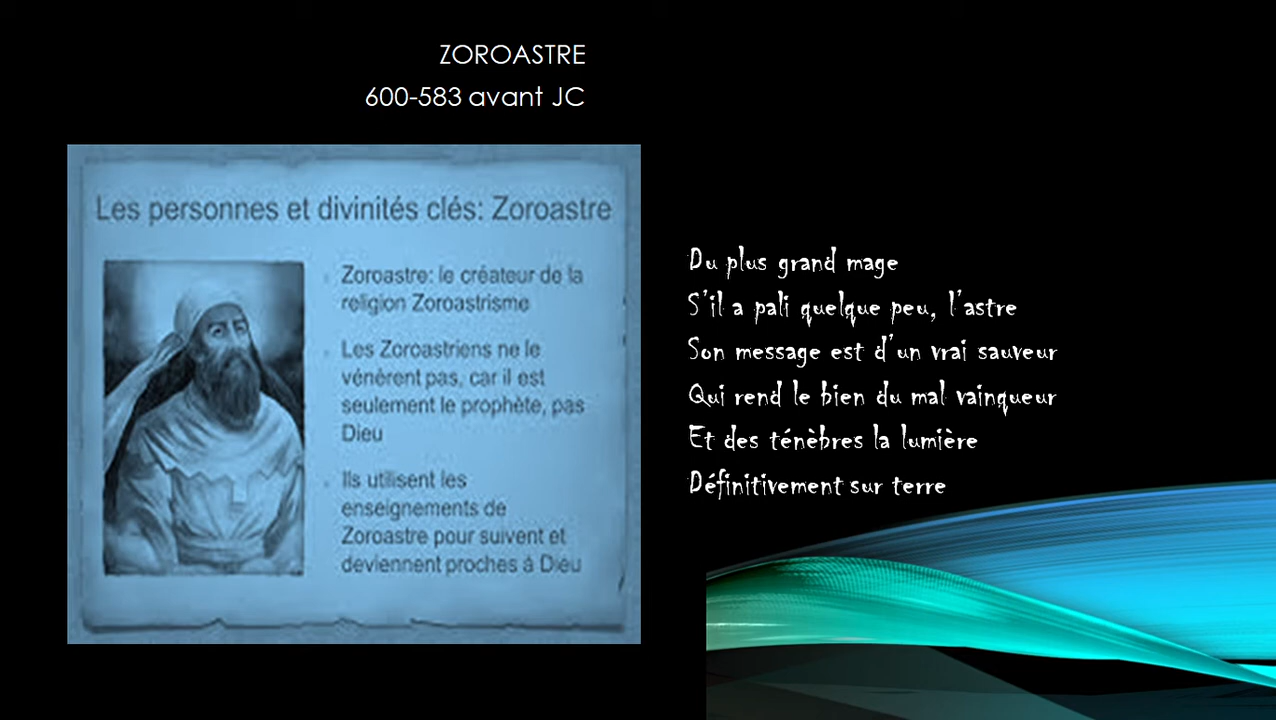 ZOROASTRE
600-583 avant JC
Les personnes et divinités clés: Zoroastre
Zoroastre: le créateur de la
religion Zoroastrisme
Les Zoroastriens ne le
vénèrent pas, car il est
seulement le prophète, pas
Dieu
Ils utilisent les
enseignements de
Zoroastre pour suivent et
deviennent proches à Dieu
Du plus grand mage
S'il a pali quelque peu, l'astre
Son message est d'un vrai sauveur
Qui rend le bien du mal vainqueur
Et des ténèbres la lumière
Définitivement sur terre